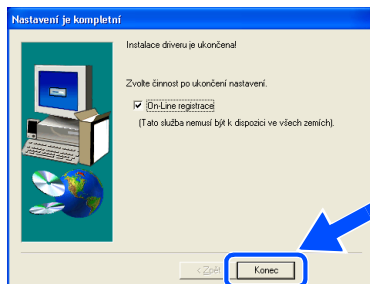 Nastavení je kompletní
Instalace driveru je ukončena!
Zvolte činnost po ukončení nastavení.
On-Line registrace
(Tato služba nemusí být k dispozici ve všech zemích).
< Zpět
Konec